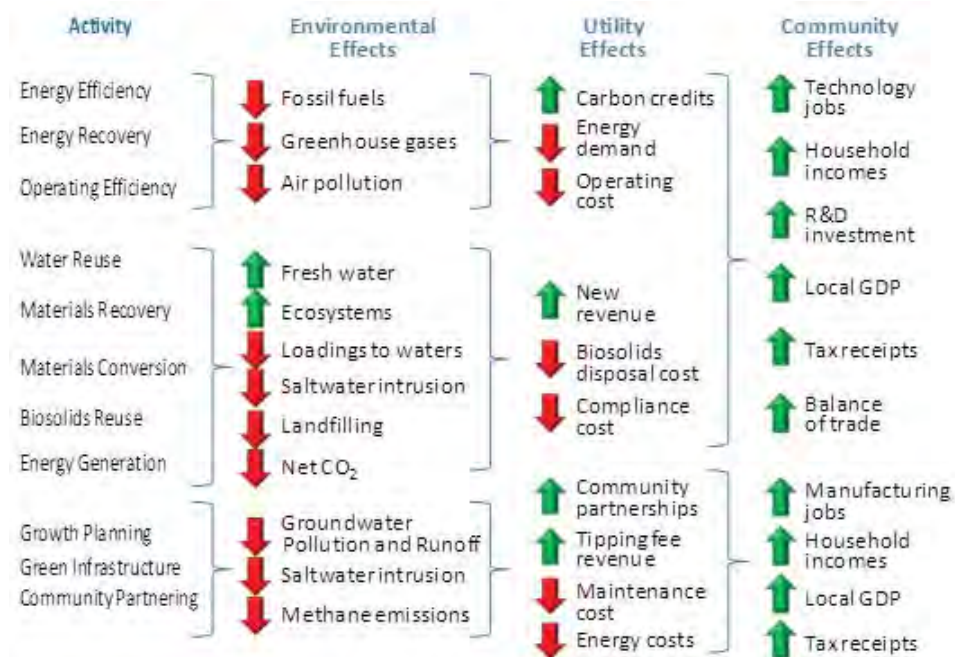 Activity
Environmental
Effects
Utility
Effects
Community
Effects
Energy Efficiency
Energy Recovery
Operating Efficiency
Fossil fuels
Greenhouse gases
Air pollution
Carbon credits
Energy
demand
Operating
cost
Technology
jobs
Household
incomes
R&D
investment
Local GDP
Tax receipts
Balance
of trade
Water Reuse
Materials Recovery
Materials Conversion
Biosolids Reuse
Energy Generation
Fresh water
Ecosystems
Loadings to waters
Saltwater intrusion
Landfilling
Net CO₂
New
revenue
Biosolids
disposal cost
Compliance
cost
Growth Planning
Green Infrastructure
Community Partnering
Groundwater
Pollution and Runoff
Saltwater intrusion
Methane emissions
Community
partnerships
Tipping fee
revenue
Maintenance
cost
Energy costs
Manufacturing
jobs
Household
incomes
Local GDP
Tax receipts